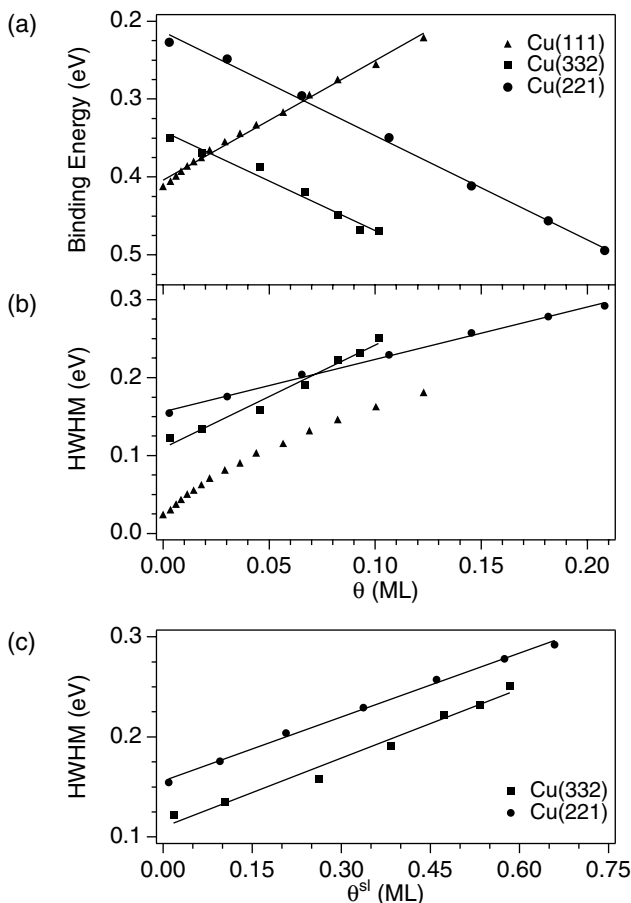 (a)
0.2
0.3
0.4
0.5
Binding Energy (eV)
Cu(111)
Cu(332)
Cu(221)
(b)
0.3
0.2
0.1
0.0
HWHM (eV)
0.00 0.05 0.10 0.15 0.20
θ (ML)
(c)
0.3
0.2
0.1
HWHM (eV)
Cu(332)
Cu(221)
0.00 0.15 0.30 0.45 0.60 0.75
θsl (ML)